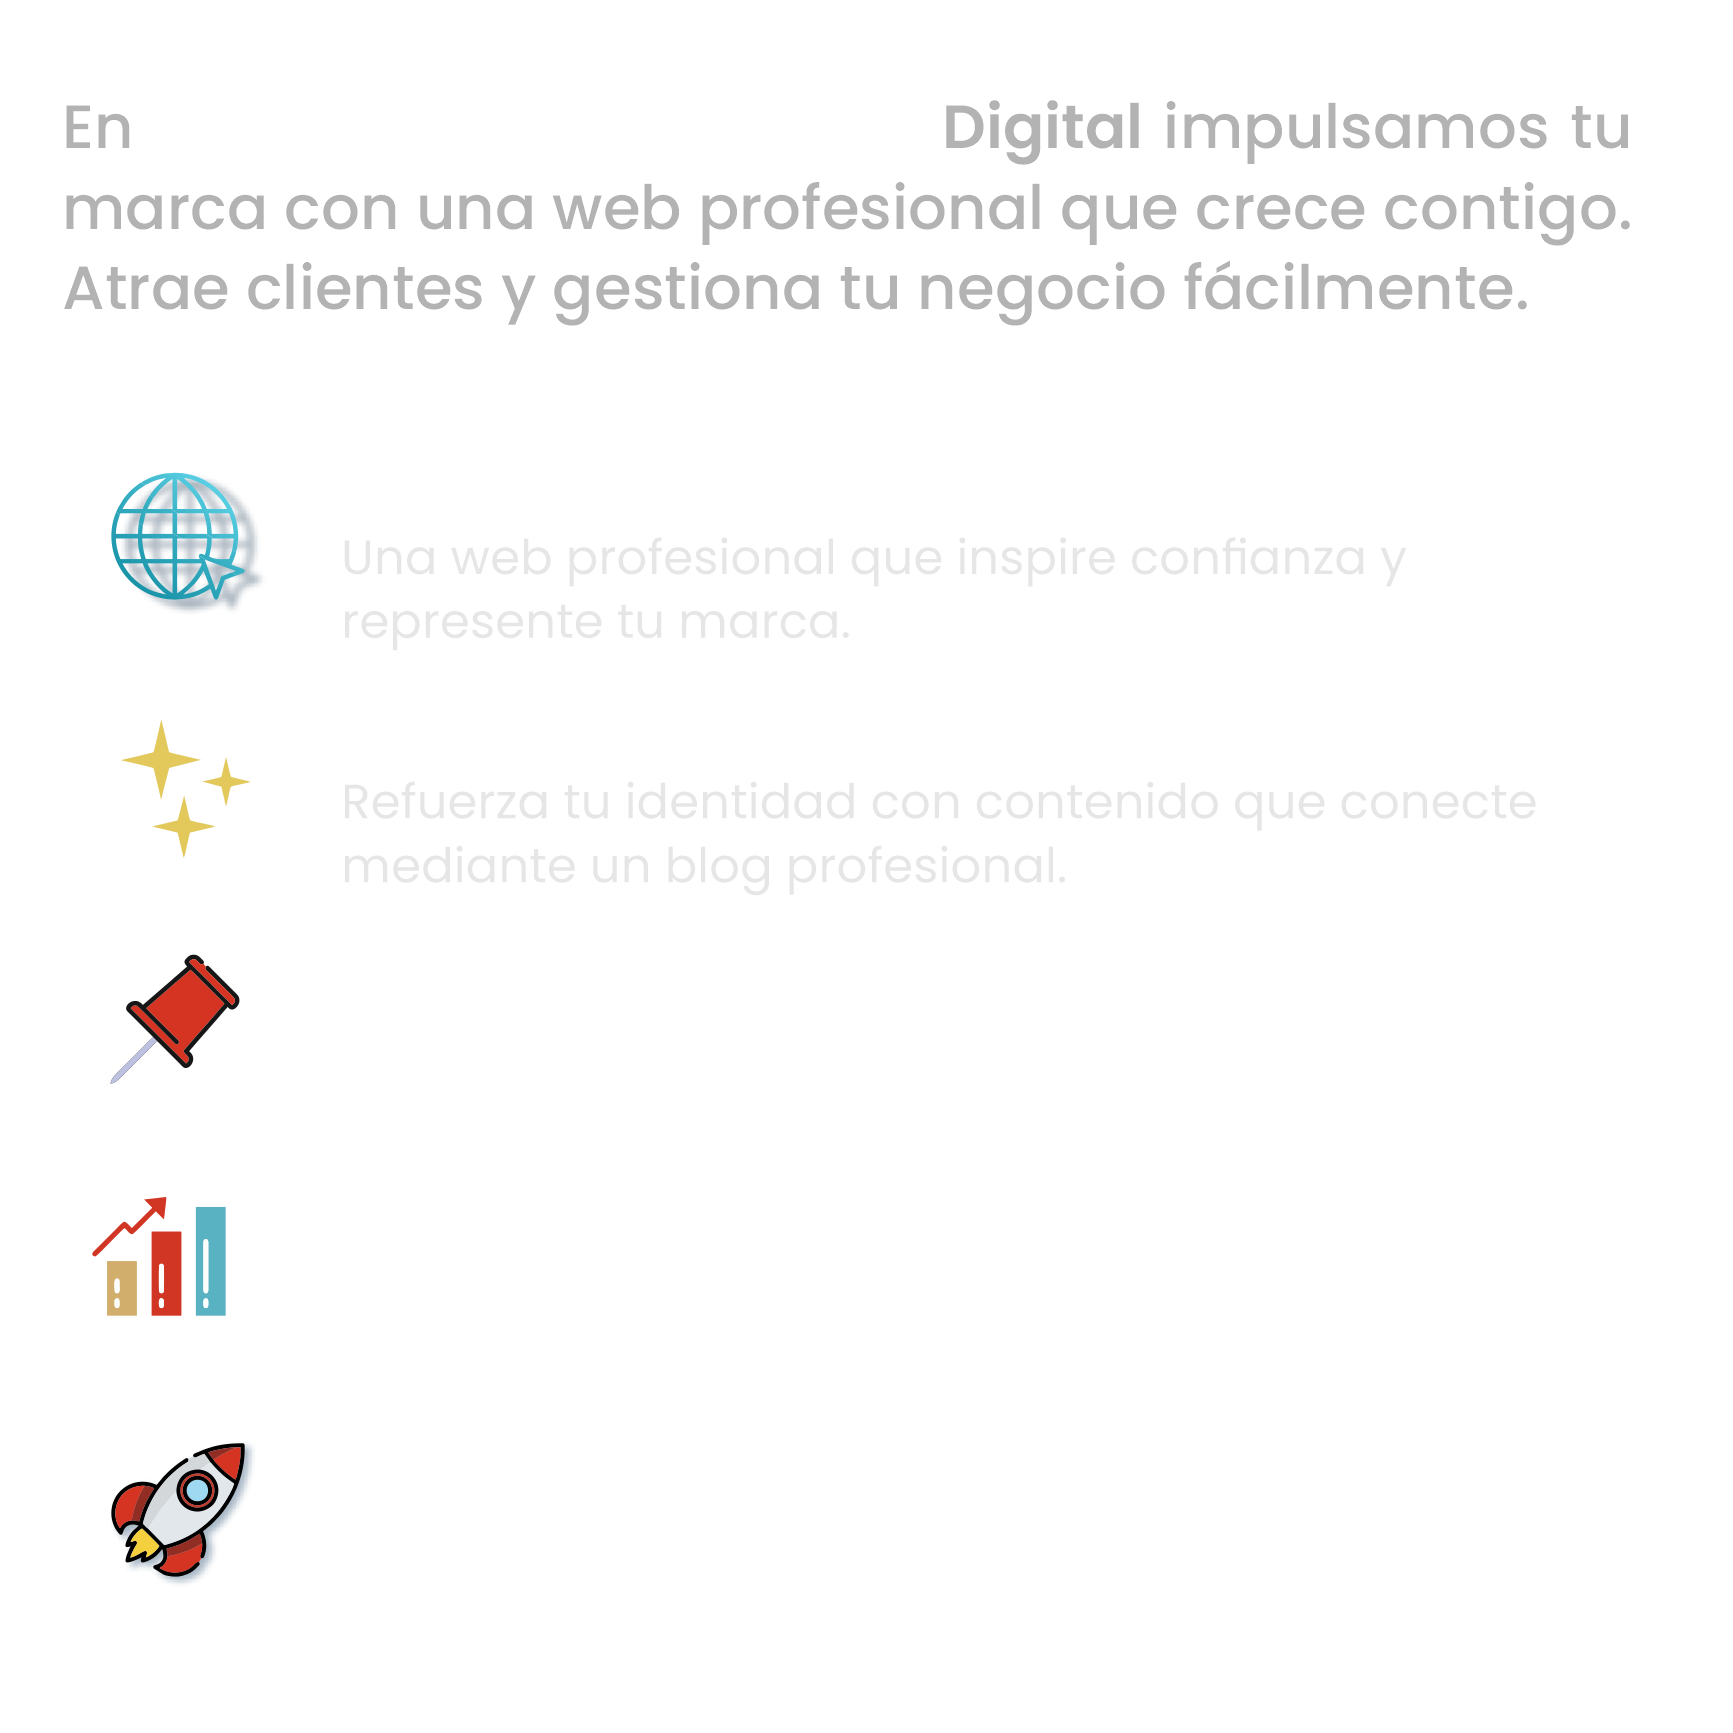 En Digital impulsamos tu
marca con una web profesional que crece contigo.
Atrae clientes y gestiona tu negocio fácilmente.
Una web profesional que inspire confianza y
represente tu marca.
Refuerza tu identidad con contenido que conecte
mediante un blog profesional.